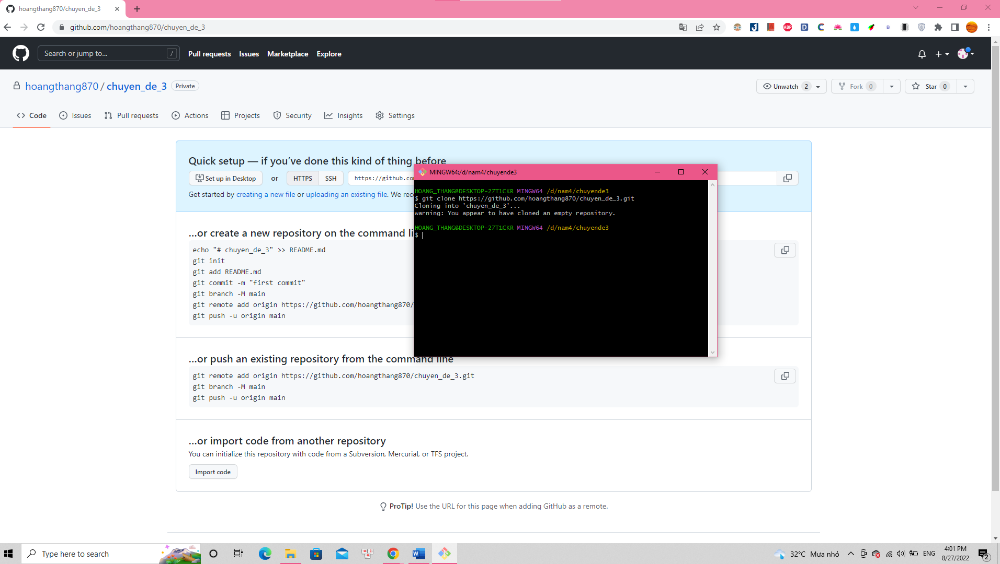 hoangthang870/chuyen_de_3
github.com/hoangthang870/chuyen_de_3
Search or jump to...
/
Pull requests
Issues
Marketplace
Explore
hoangthang870 / chuyen_de_3
Private
Unwatch 2
Fork 0
Star 0
Code
Issues
Pull requests
Actions
Projects
Security
Insights
Settings
Quick setup — if you’ve done this kind of thing before
Set up in Desktop
or
HTTPS
SSH
https://github.co
Get started by creating a new file or uploading an existing file. We rec
MINGW64:/d/nam4/chuyende3
HOANG_THANG@DESKTOP-27T1CKR MINGW64 /d/nam4/chuyende3
$ git clone https://github.com/hoangthang870/chuyen_de_3.git
Cloning into 'chuyen_de_3'...
warning: You appear to have cloned an empty repository.
HOANG_THANG@DESKTOP-27T1CKR MINGW64 /d/nam4/chuyende3
$
…or create a new repository on the command li
echo "# chuyen_de_3" >> README.md
git init
git add README.md
git commit -m "first commit"
git branch -M main
git remote add origin https://github.com/hoangthang870/
git push -u origin main
…or push an existing repository from the command line
git remote add origin https://github.com/hoangthang870/chuyen_de_3.git
git branch -M main
git push -u origin main
…or import code from another repository
You can initialize this repository with code from a Subversion, Mercurial, or TFS project.
Import code
ProTip! Use the URL for this page when adding GitHub as a remote.
Type here to search
32°C Mưa nhỏ
ENG
4:01 PM
8/27/2022
2